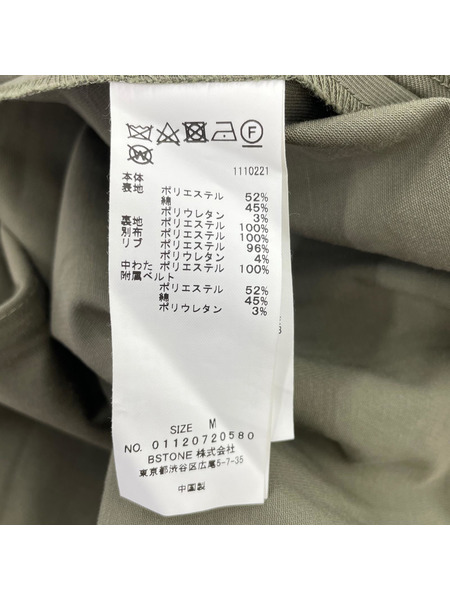 F
W
1110221
本体
表地 ポリエステル 52%
綿 45%
ポリウレタン 3%
裏地 ポリエステル 100%
別布 ポリエステル 100%
リブ ポリエステル 96%
ポリウレタン 4%
中わた ポリエステル 100%
附属ベルト
ポリエステル 52%
綿 45%
ポリウレタン 3%
SIZE M
NO. 01120720580
BSTONE 株式会社
東京都渋谷区広尾5-7-35
中国製